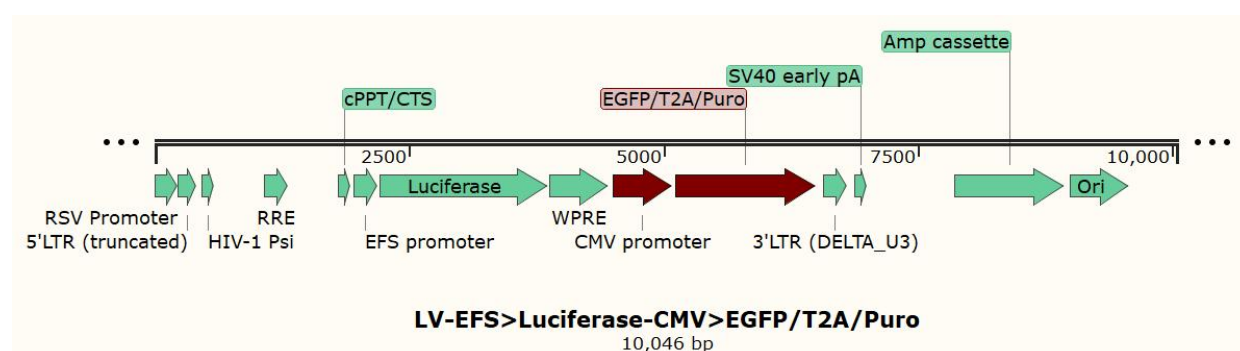 Amp cassette
SV40 early pA
cPPT/CTS
EGFP/T2A/Puro
••• •••
2500 5000 7500 10,000
Luciferase Ori
RSV Promoter RRE WPRE
5'LTR (truncated) HIV-1 Psi EFS promoter CMV promoter 3'LTR (DELTA_U3)
LV-EFS>Luciferase-CMV>EGFP/T2A/Puro
10,046 bp